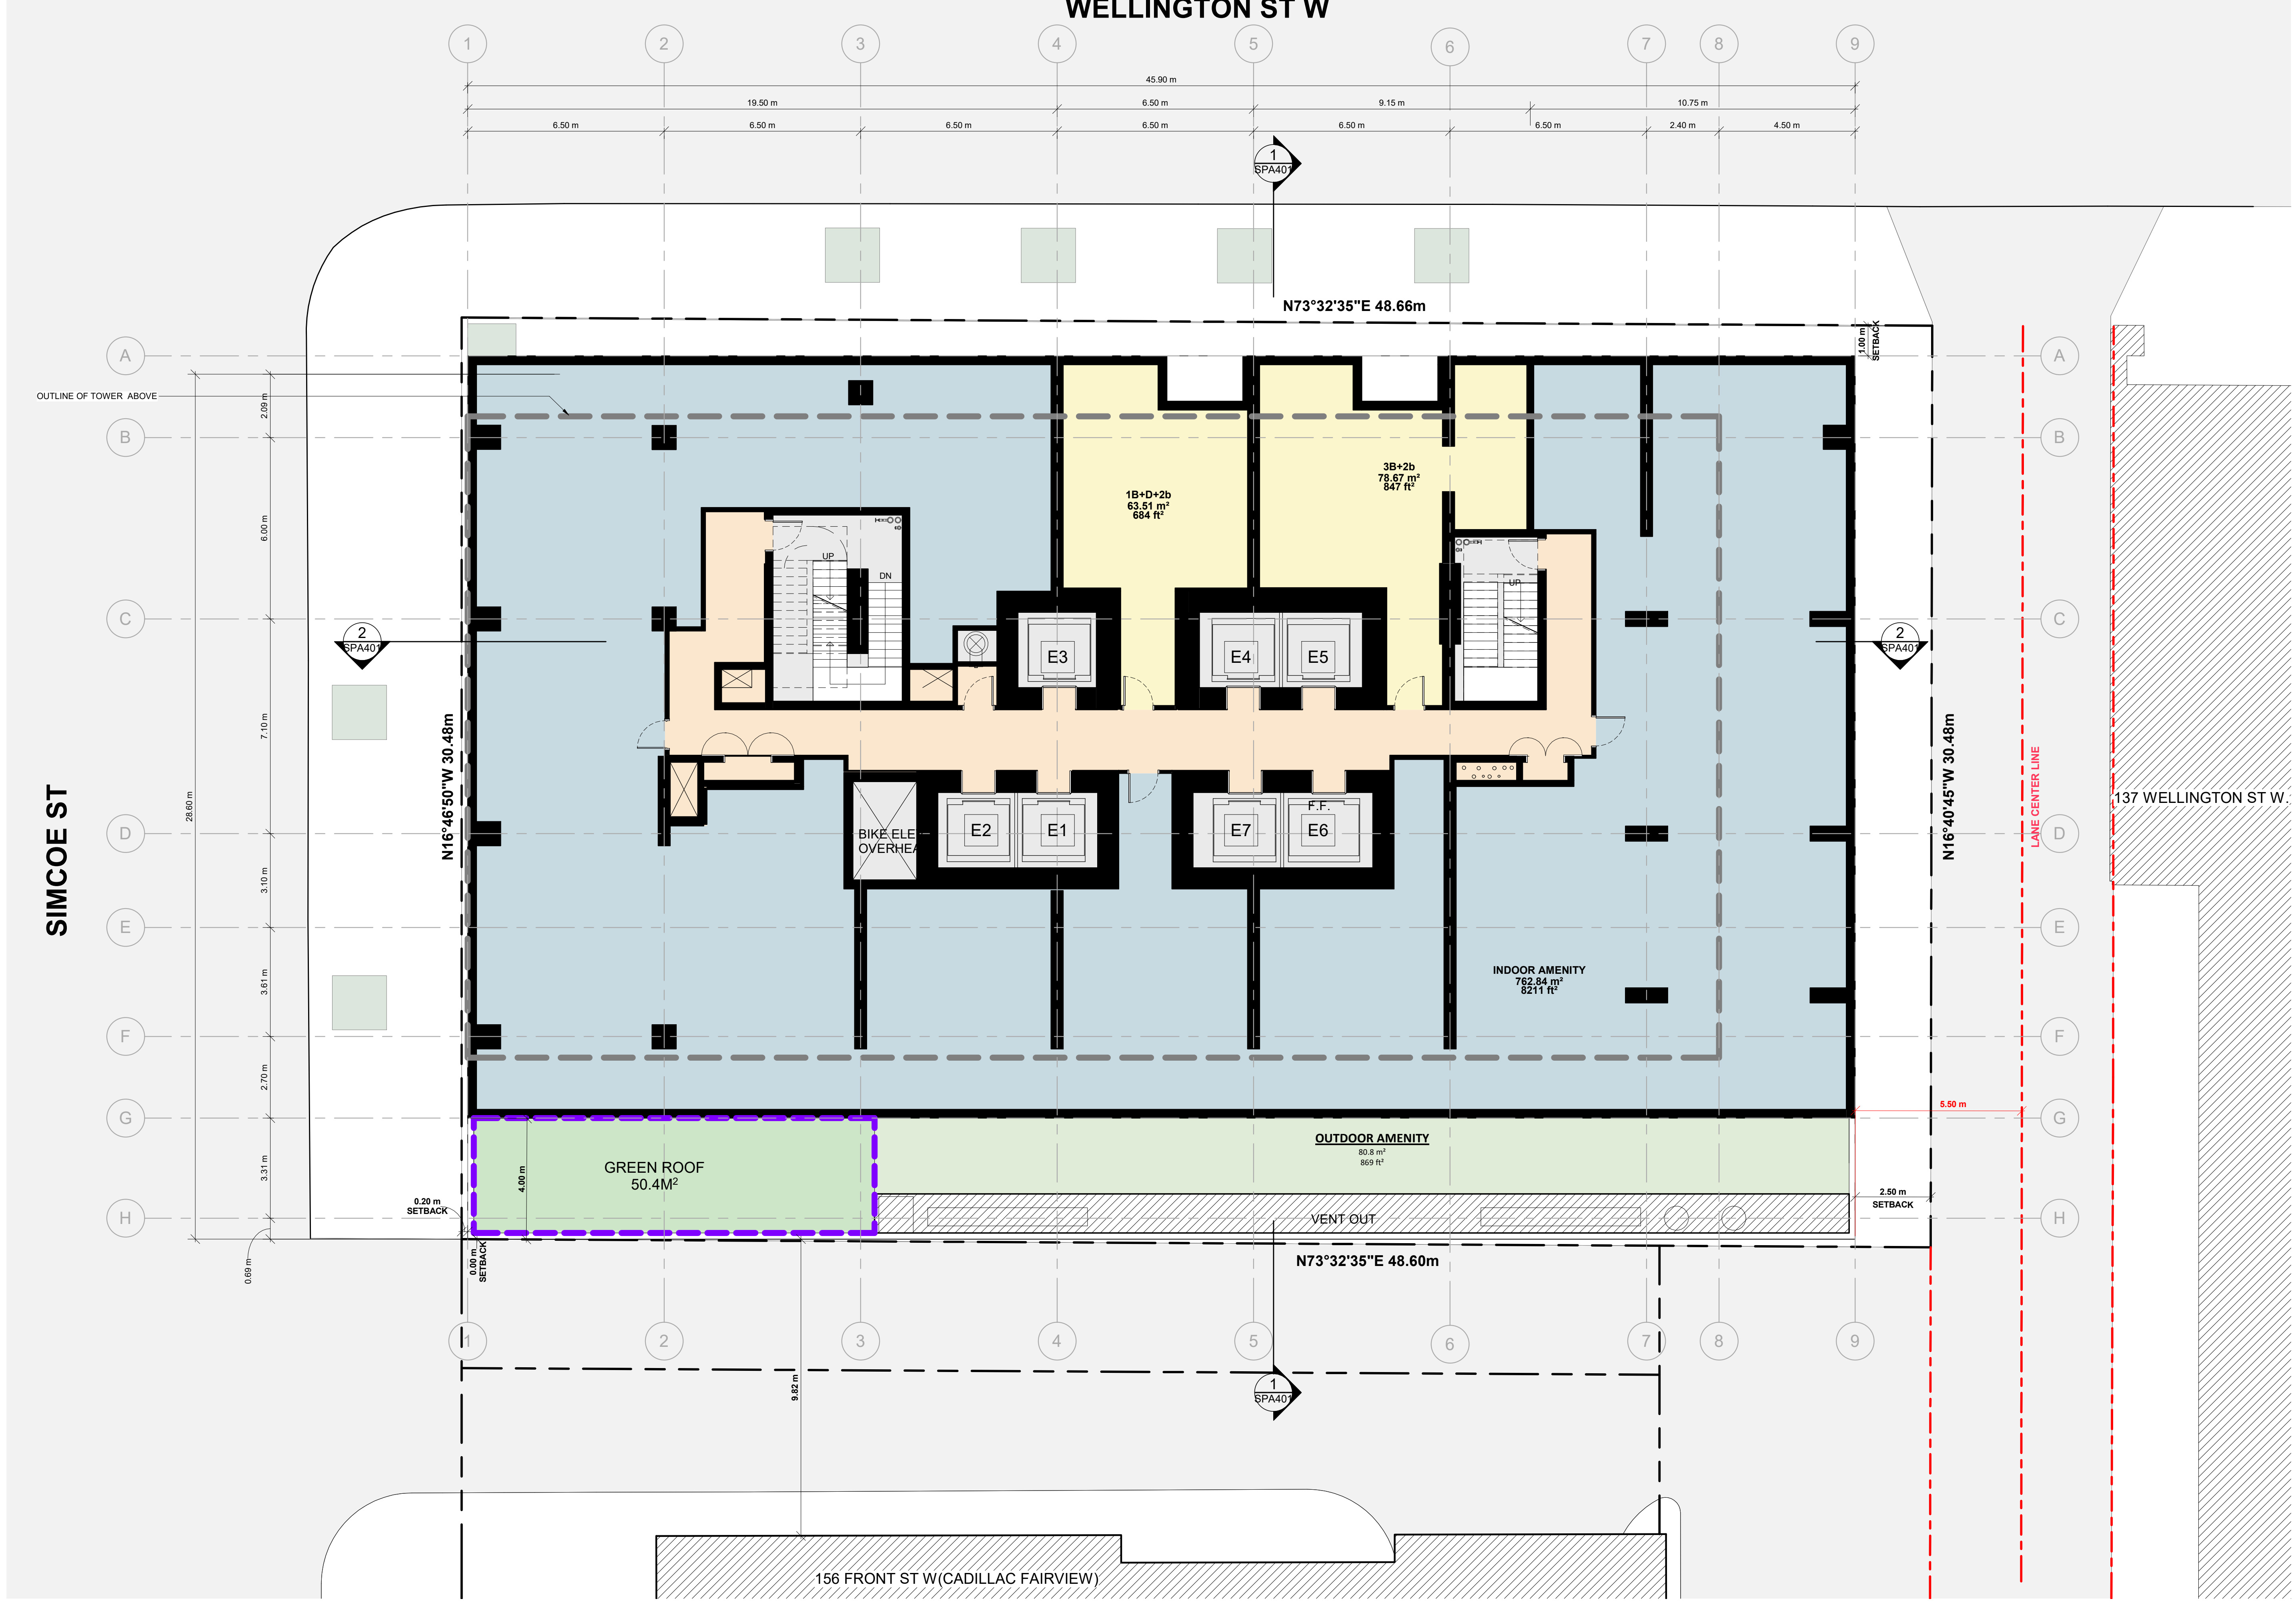 WELLINGTON ST W
1 2 3 4 5 6 7 8 9
45.90 m
19.50 m 6.50 m 9.15 m 10.75 m
6.50 m 6.50 m 6.50 m 6.50 m 6.50 m 6.50 m 2.40 m 4.50 m
1
SPA401
N73°32'35"E 48.66m
1.00 m
SETBACK
A A
OUTLINE OF TOWER ABOVE
2.09 m
B B
6.00 m
1B+D+2b
63.51 m²
684 ft²
3B+2b
78.67 m²
847 ft²
UP
DN
UP
C C
2
SPA401
2
SPA401
E3
E4
E5
7.10 m
N16°46'50"W 30.48m
N16°40'45"W 30.48m
LANE CENTER LINE
137 WELLINGTON ST W.
SIMCOE ST
28.60 m
F.F.
D D
BIKE ELE
OVERHEA
E2
E1
E7
E6
3.10 m
E E
3.61 m
INDOOR AMENITY
762.84 m²
8211 ft²
F F
2.70 m
G G
5.50 m
OUTDOOR AMENITY
80.8 m²
869 ft²
GREEN ROOF
50.4M²
4.00 m
3.31 m
0.20 m
SETBACK
2.50 m
SETBACK
H H
VENT OUT
0.69 m
0.00 m
SETBACK
N73°32'35"E 48.60m
1 2 3 4 5 6 7 8 9
9.82 m
1
SPA401
156 FRONT ST W(CADILLAC FAIRVIEW)